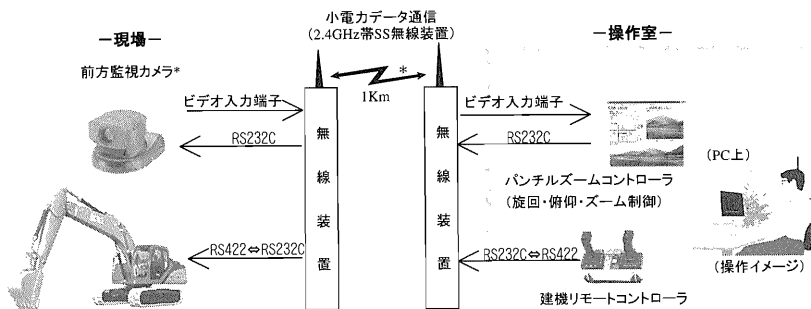 小電力データ通信
(2.4GHz帯SS無線装置)
－現場－
－操作室－
前方監視カメラ*
*
1Km
ビデオ入力端子
ビデオ入力端子
RS232C
RS232C
無線装置
無線装置
(PC上)
パンチルズームコントローラ
(旋回・俯仰・ズーム制御)
RS422⇔RS232C
RS232C⇔RS422
(操作イメージ)
建機リモートコントローラ